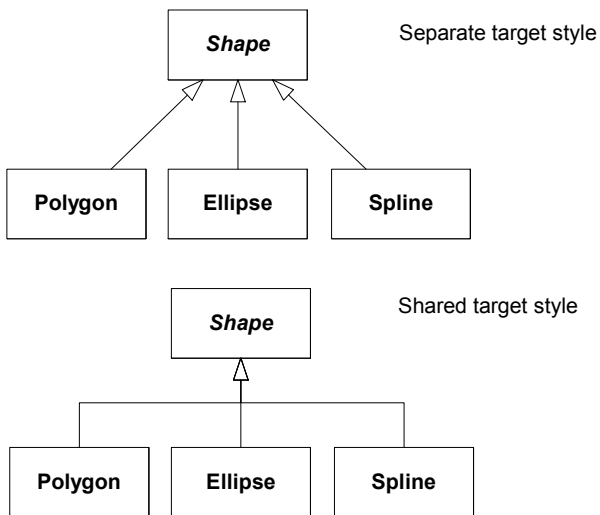 Shape
Separate target style
Polygon
Ellipse
Spline
Shape
Shared target style
Polygon
Ellipse
Spline